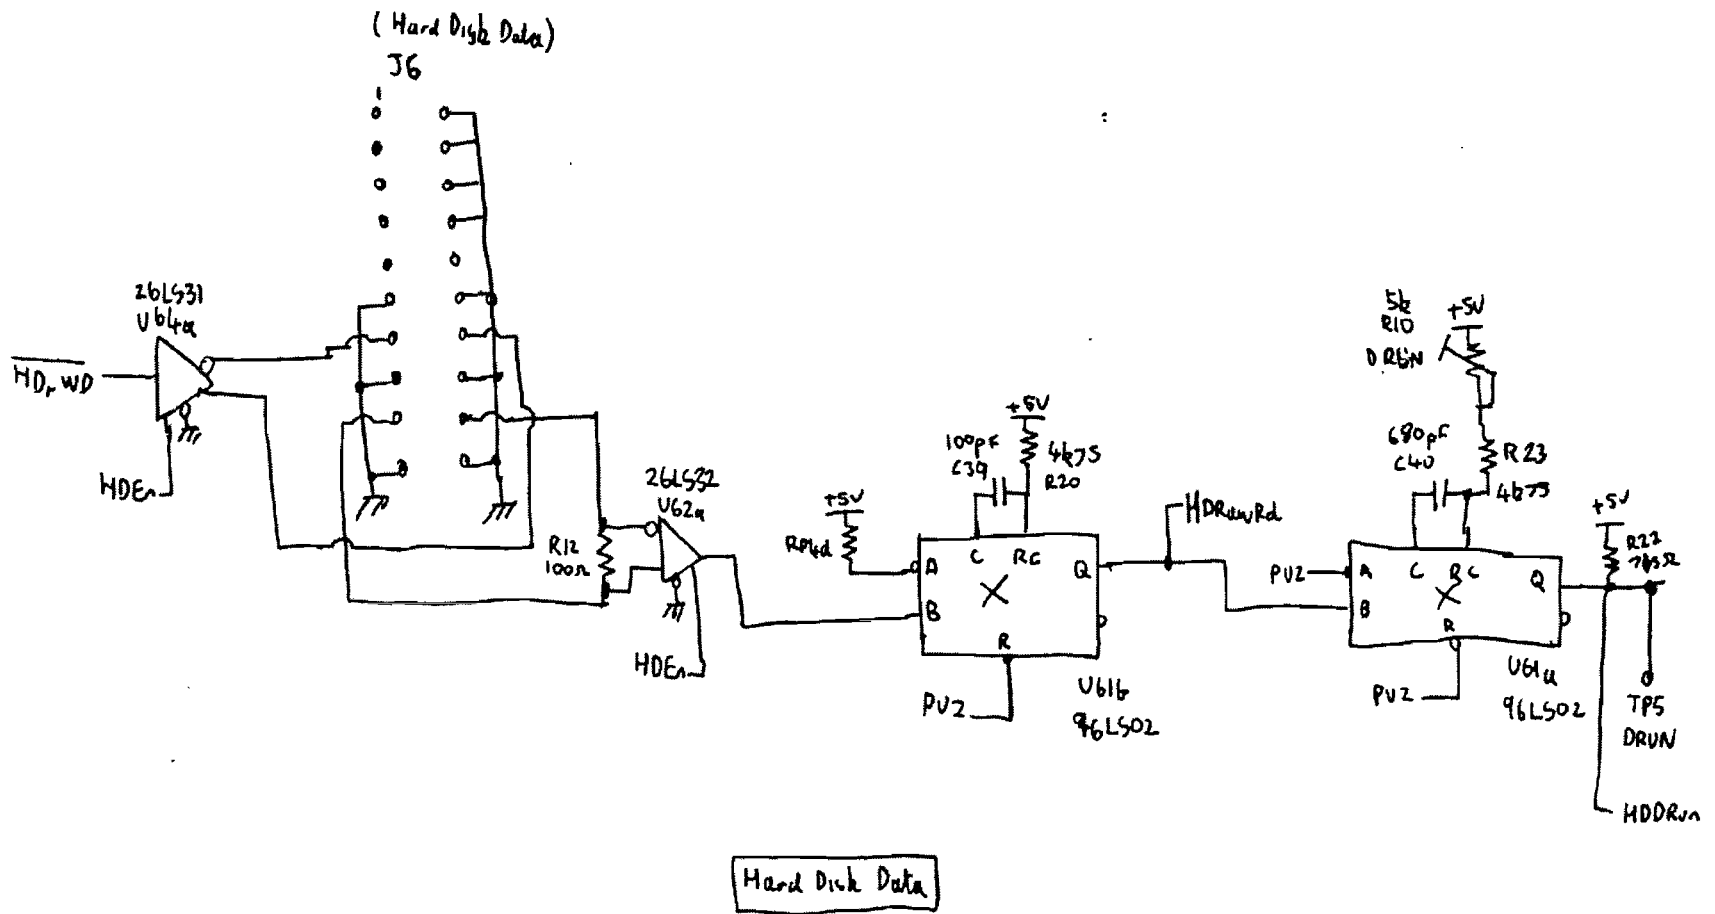 (Hard Disk Data)
J6
1
26LS31
U64a
HDrWD
HDEn
R12
100Ω
26LS32
U62a
HDEn
+5V
RP4d
100pF
C39
+5V
4k75
R20
A
B
C
RC
Q
X
R
PU2
U61b
96LS02
HDRawRd
5k
R10
DRUN
+5V
680pF
C40
R23
4k75
PU2
A
B
C
RC
Q
X
R
PU2
U61a
96LS02
+5V
R22
TP5
DRUN
HDDRun
Hard Disk Data